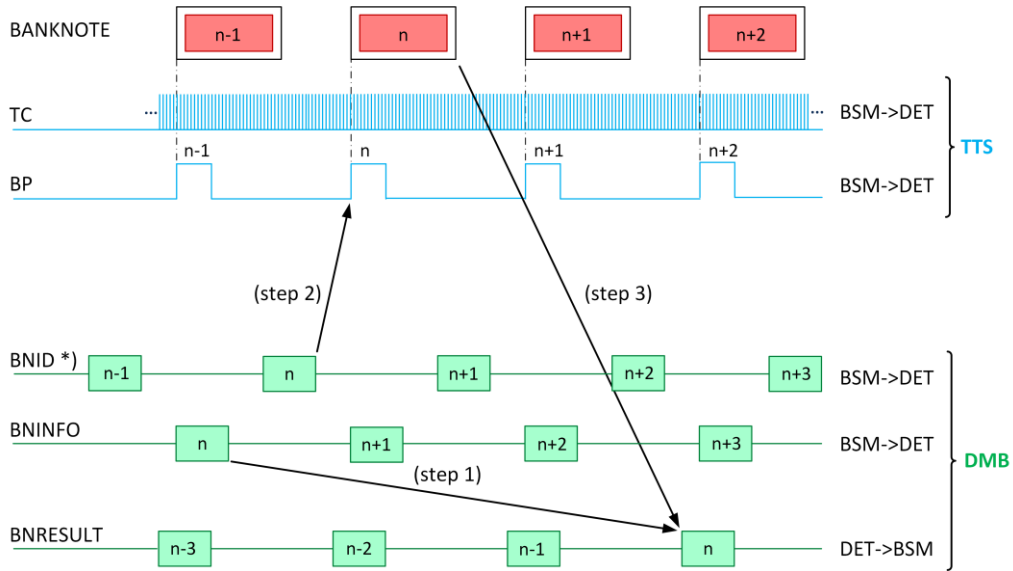 BANKNOTE
n-1 n n+1 n+2
TC ... ... BSM->DET
TTS
n-1 n n+1 n+2
BP BSM->DET
(step 2) (step 3)
BNID *) n-1 n n+1 n+2 n+3 BSM->DET
BNINFO n n+1 n+2 n+3 BSM->DET
DMB
(step 1)
BNRESULT n-3 n-2 n-1 n DET->BSM